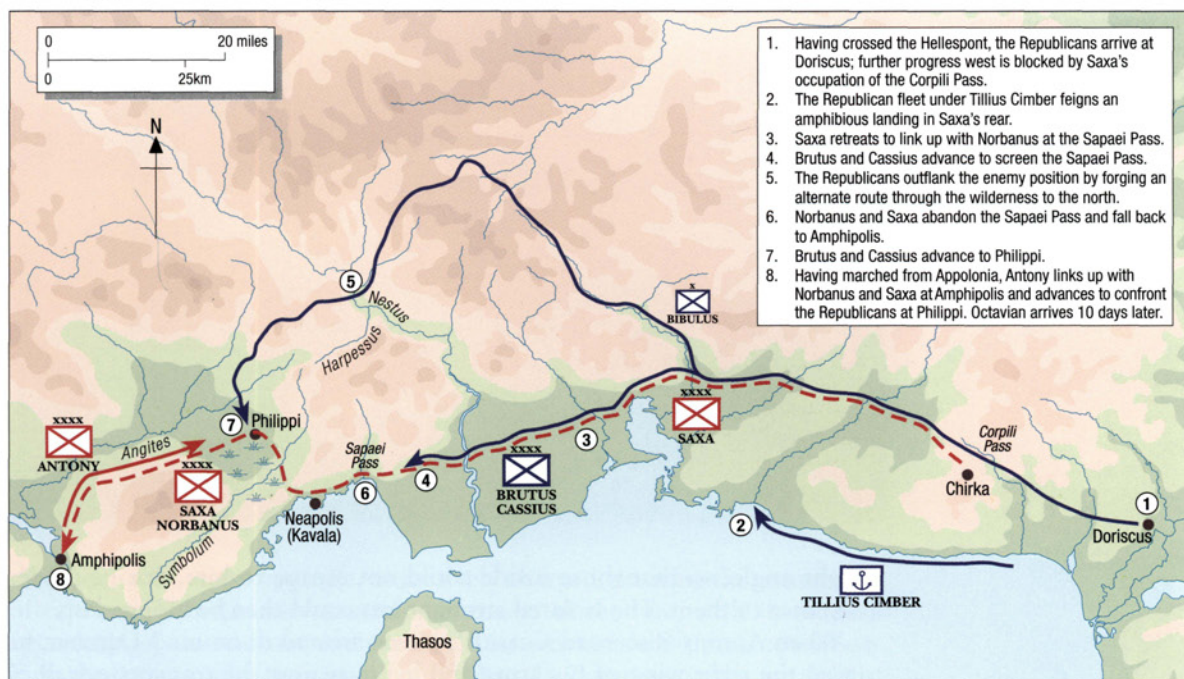 0 20 miles
0 25km
N
1. Having crossed the Hellespont, the Republicans arrive at
Doriscus; further progress west is blocked by Saxa's
occupation of the Corpili Pass.
2. The Republican fleet under Tillius Cimber feigns an
amphibious landing in Saxa's rear.
3. Saxa retreats to link up with Norbanus at the Sapaei Pass.
4. Brutus and Cassius advance to screen the Sapaei Pass.
5. The Republicans outflank the enemy position by forging an
alternate route through the wilderness to the north.
6. Norbanus and Saxa abandon the Sapaei Pass and fall back
to Amphipolis.
7. Brutus and Cassius advance to Philippi.
8. Having marched from Appolonia, Antony links up with
Norbanus and Saxa at Amphipolis and advances to confront
the Republicans at Philippi. Octavian arrives 10 days later.
5
Nestus
Harpessus
x
BIBULUS
7
Philippi
xxxx
ANTONY
Angites
xxxx
SAXA
NORBANUS
Sapaei
Pass
6
4
xxxx
BRUTUS
CASSIUS
3
xxxx
SAXA
Corpili
Pass
Chirka
1
Doriscus
Neapolis
(Kavala)
Symbolum
Amphipolis
8
2
TILLIUS CIMBER
Thasos